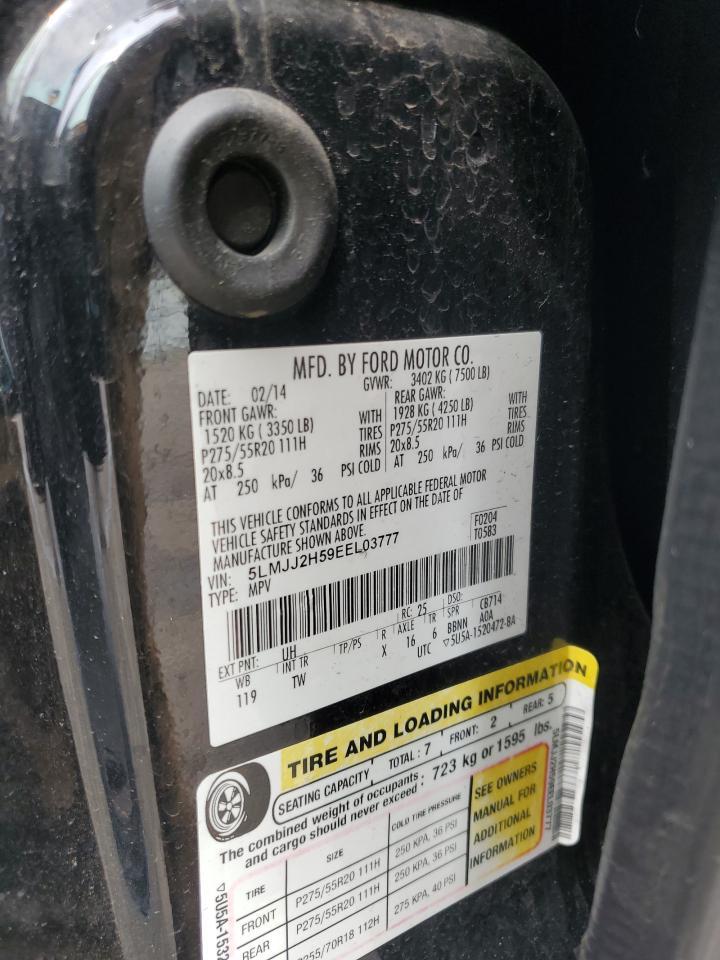 MFD. BY FORD MOTOR CO.
DATE: 02/14 GVWR: 3402 KG ( 7500 LB)
FRONT GAWR: REAR GAWR:
1520 KG ( 3350 LB) WITH 1928 KG ( 4250 LB) WITH
P275/55R20 111H TIRES P275/55R20 111H TIRES
20x8.5 RIMS 20x8.5 RIMS
AT 250 kPa/ 36 PSI COLD AT 250 kPa/ 36 PSI COLD
THIS VEHICLE CONFORMS TO ALL APPLICABLE FEDERAL MOTOR
VEHICLE SAFETY STANDARDS IN EFFECT ON THE DATE OF
MANUFACTURE SHOWN ABOVE.
F0204
T0583
VIN: 5LMJJ2H59EEL03777
TYPE: MPV
EXT PNT: UH RC: 25 DSO:
WB INT TR TP/PS R AXLE TR SPR CB714
119 TW X 16 6 BBNN A0A
UTC ▽5U5A-1520472-BA
TIRE AND LOADING INFORMATION
SEATING CAPACITY TOTAL: 7 FRONT: 2 REAR: 5
The combined weight of occupants
and cargo should never exceed : 723 kg or 1595 lbs.
TIRE SIZE COLD TIRE PRESSURE
FRONT P275/55R20 111H 250 KPA, 36 PSI
REAR P275/55R20 111H 250 KPA, 36 PSI
P255/70R18 112H 275 KPA, 40 PSI
SEE OWNERS
MANUAL FOR
ADDITIONAL
INFORMATION
5LMJJ2H59EEL03777